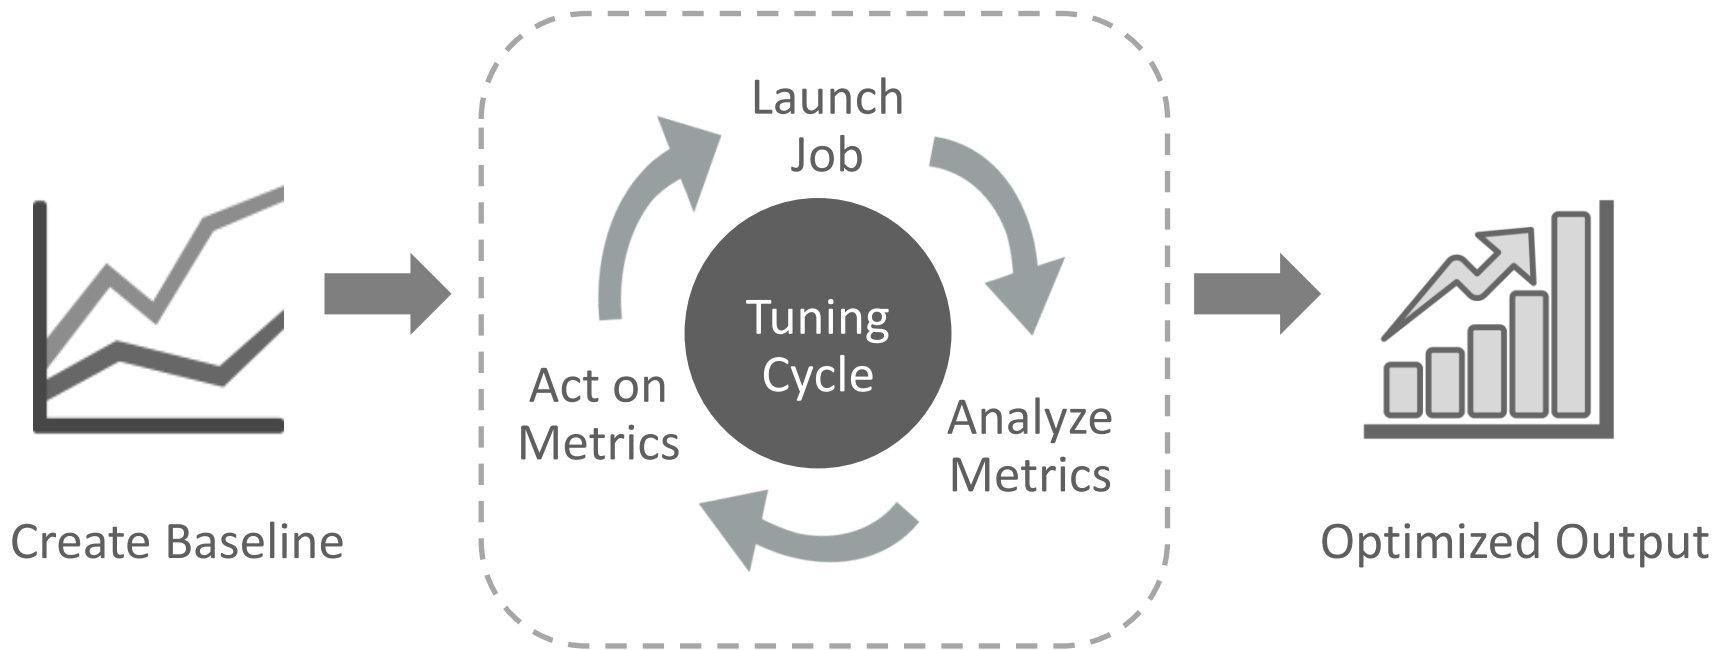 Create Baseline
Launch
Job
Analyze
Metrics
Act on
Metrics
Tuning
Cycle
Optimized Output